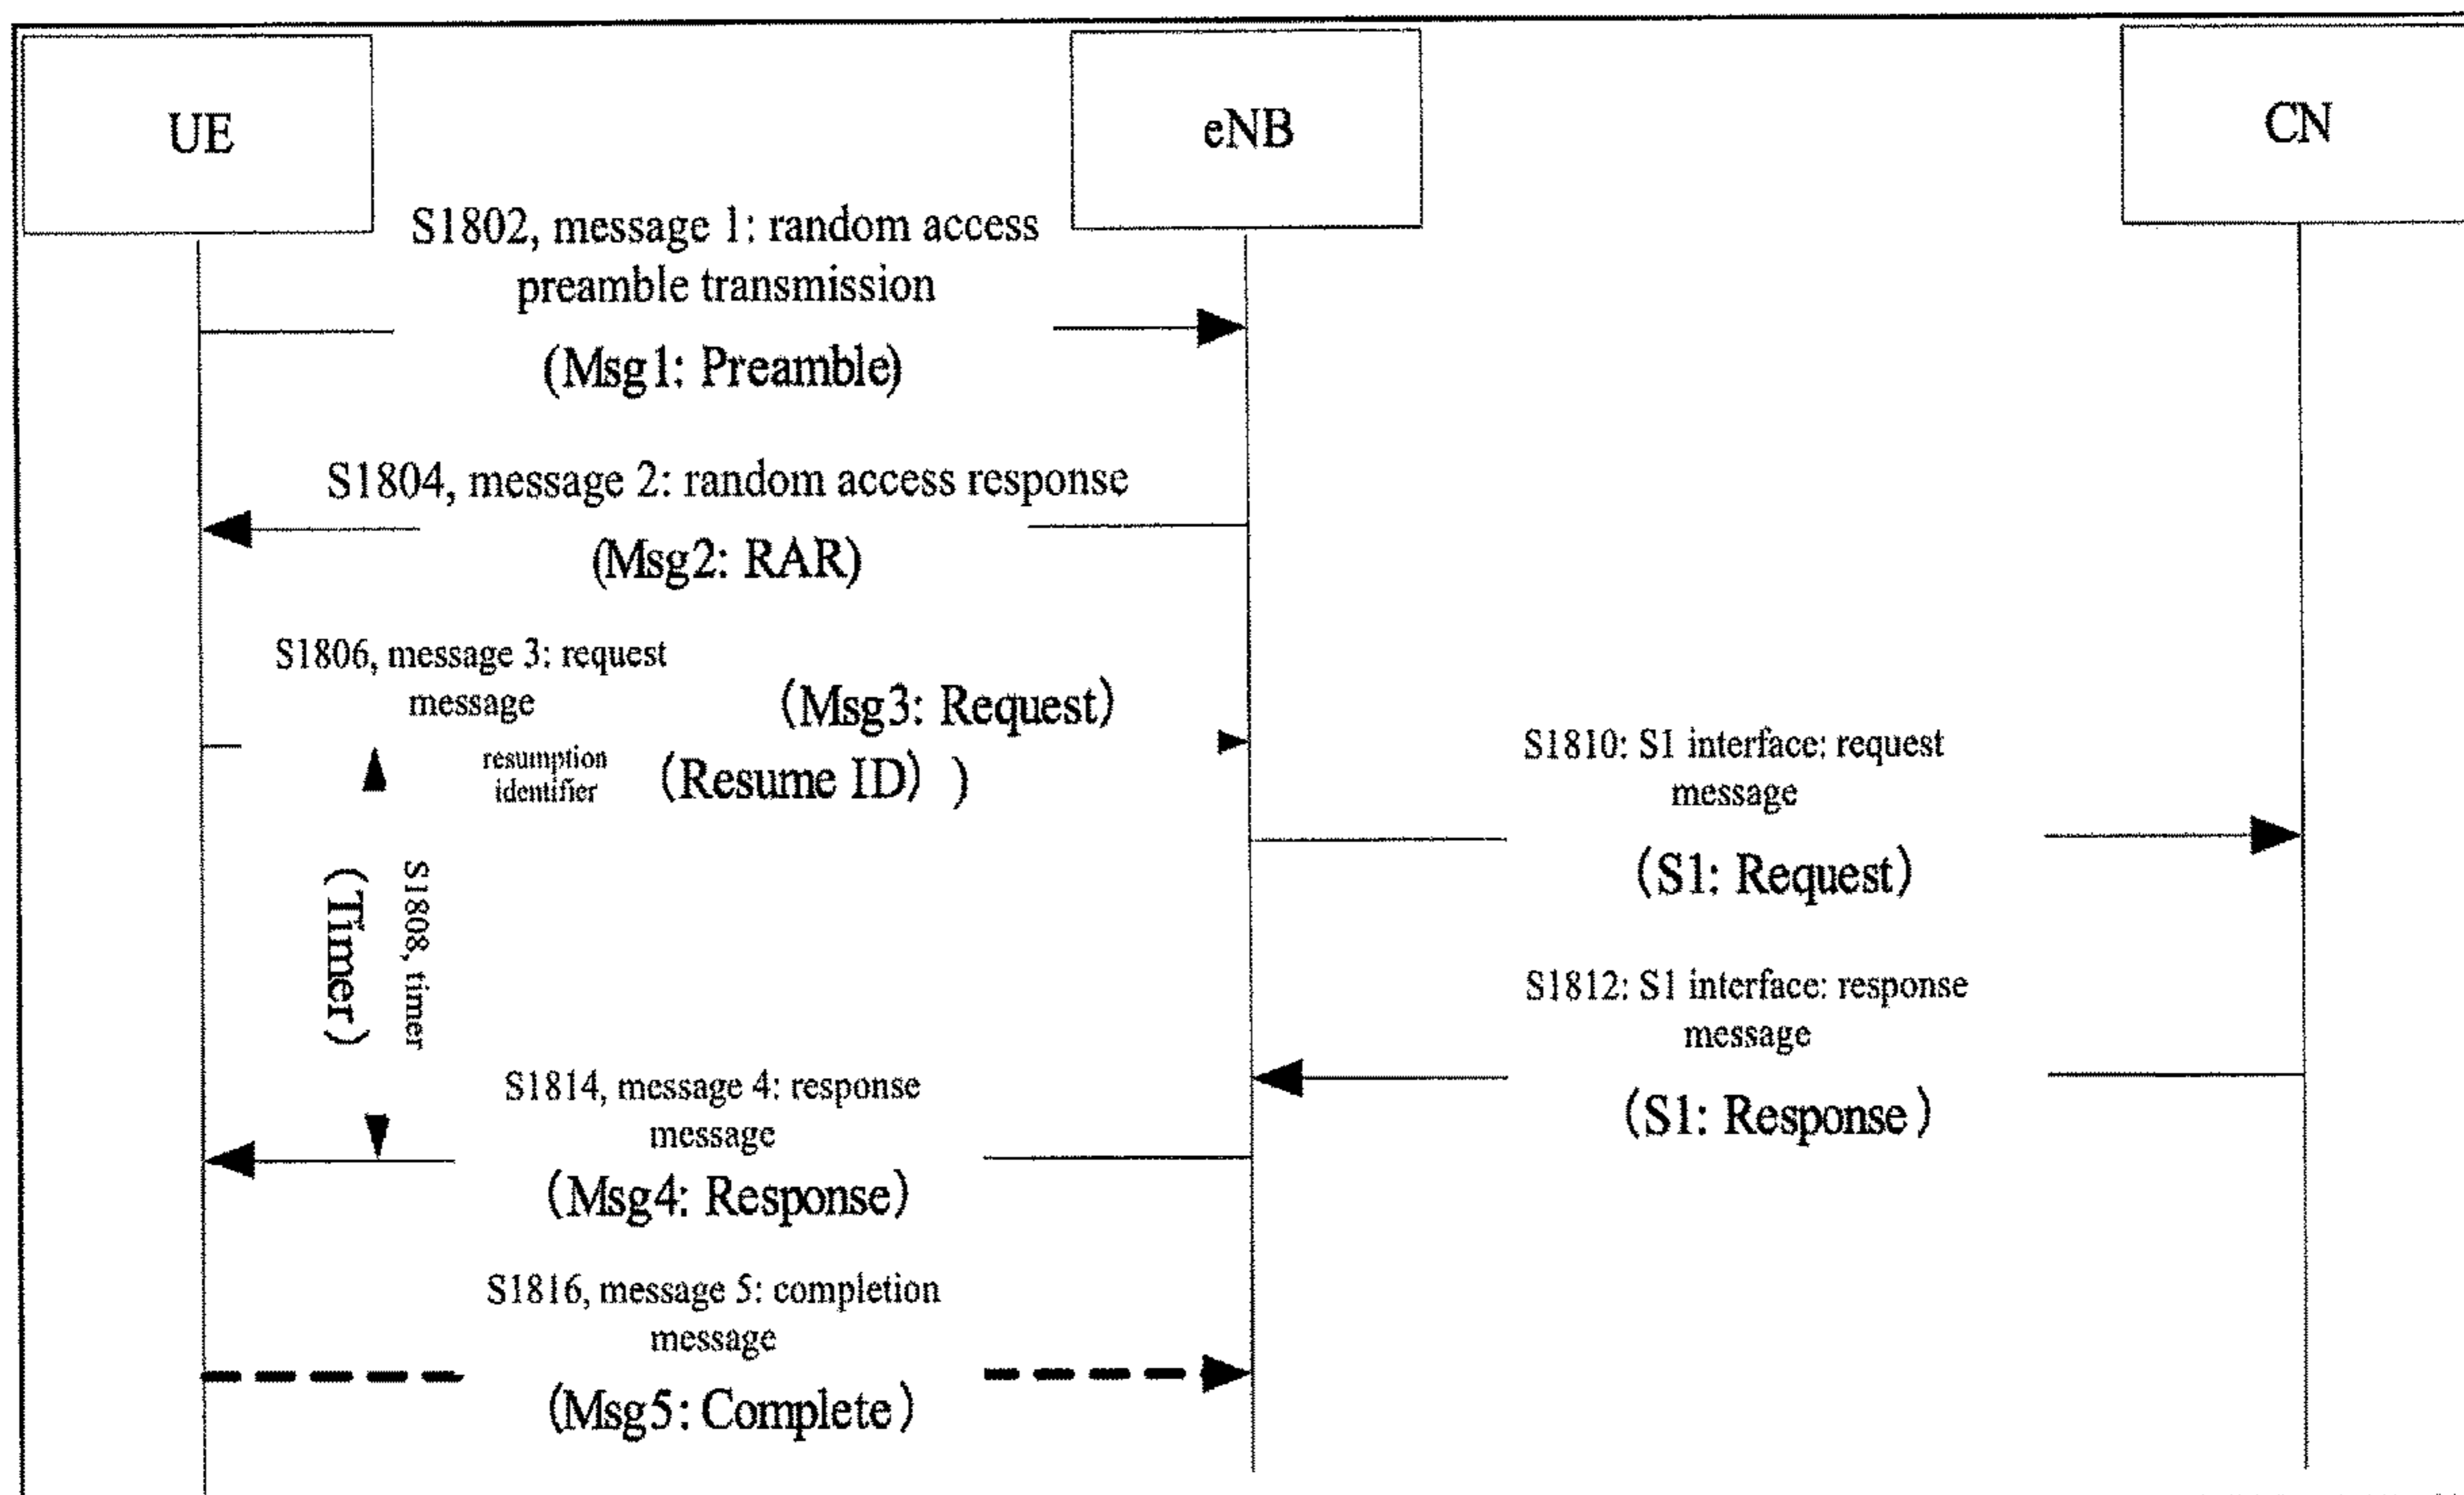 UE
eNB
CN
S1802, message 1: random access
preamble transmission
(Msg1: Preamble)
S1804, message 2: random access response
(Msg2: RAR)
S1806, message 3: request
message
(Msg3: Request)
resumption
identifier
(Resume ID) )
S1808, timer
(Timer)
S1810: S1 interface: request
message
(S1: Request)
S1812: S1 interface: response
message
(S1: Response)
S1814, message 4: response
message
(Msg4: Response)
S1816, message 5: completion
message
(Msg5: Complete)